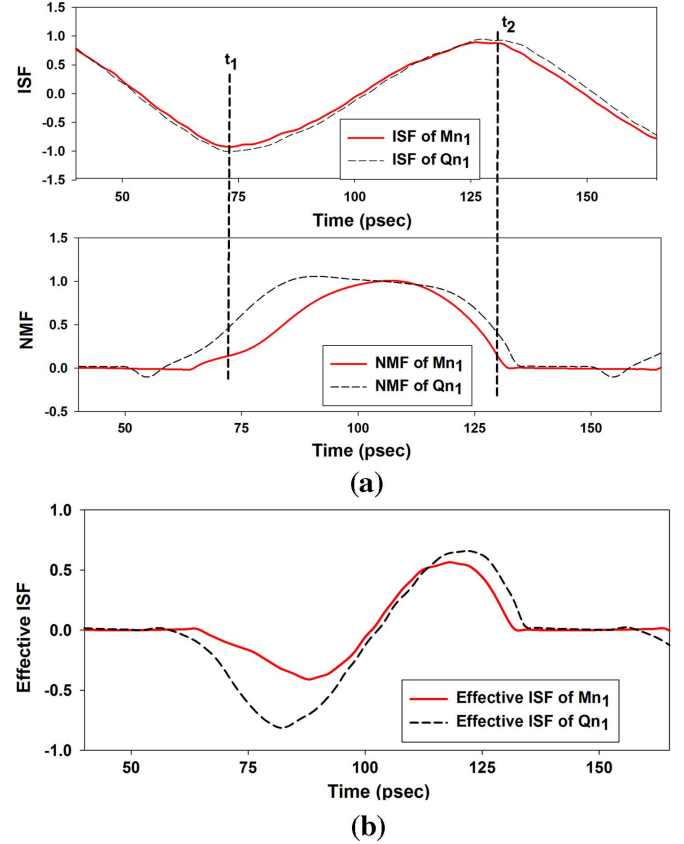 t1
t2
1.5
1.0
0.5
0.0
-0.5
-1.0
-1.5
ISF
ISF of Mn1
ISF of Qn1
50
75
100
125
150
Time (psec)
1.5
1.0
0.5
0.0
-0.5
NMF
NMF of Mn1
NMF of Qn1
50
75
100
125
150
Time (psec)
(a)
1.0
0.5
0.0
-0.5
-1.0
Effective ISF
Effective ISF of Mn1
Effective ISF of Qn1
50
75
100
125
150
Time (psec)
(b)